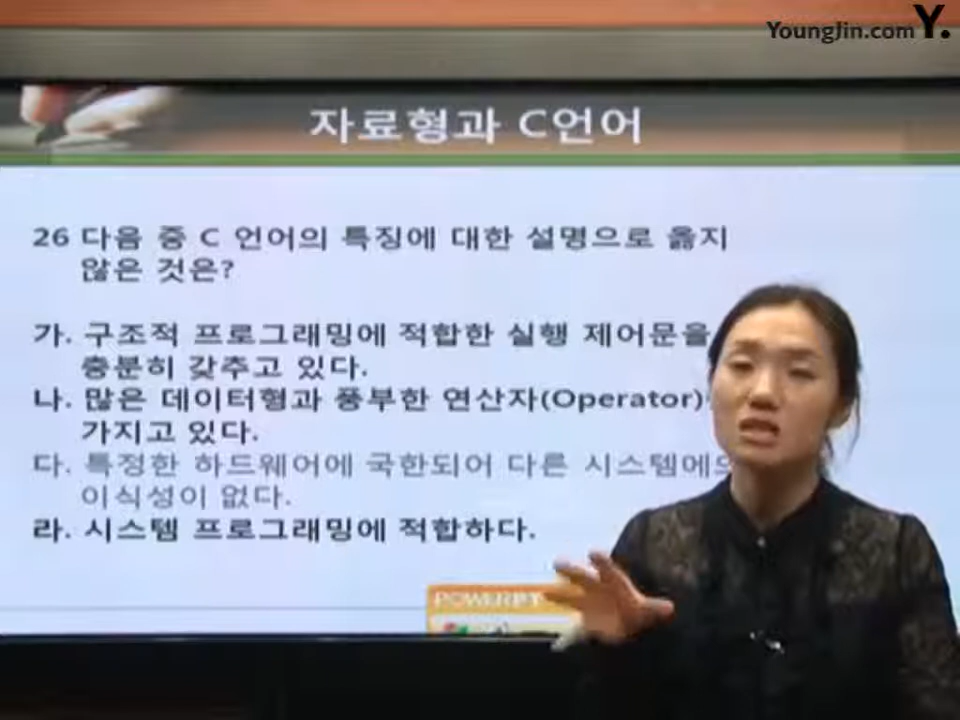 YoungJin.com Y.
자료형과 C언어
26 다음 중 C 언어의 특징에 대한 설명으로 옳지
않은 것은?
가. 구조적 프로그래밍에 적합한 실행 제어문을
충분히 갖추고 있다.
나. 많은 데이터형과 풍부한 연산자(Operator)
가지고 있다.
다. 특정한 하드웨어에 국한되어 다른 시스템에의
이식성이 없다.
라. 시스템 프로그래밍에 적합하다.
POWERPT